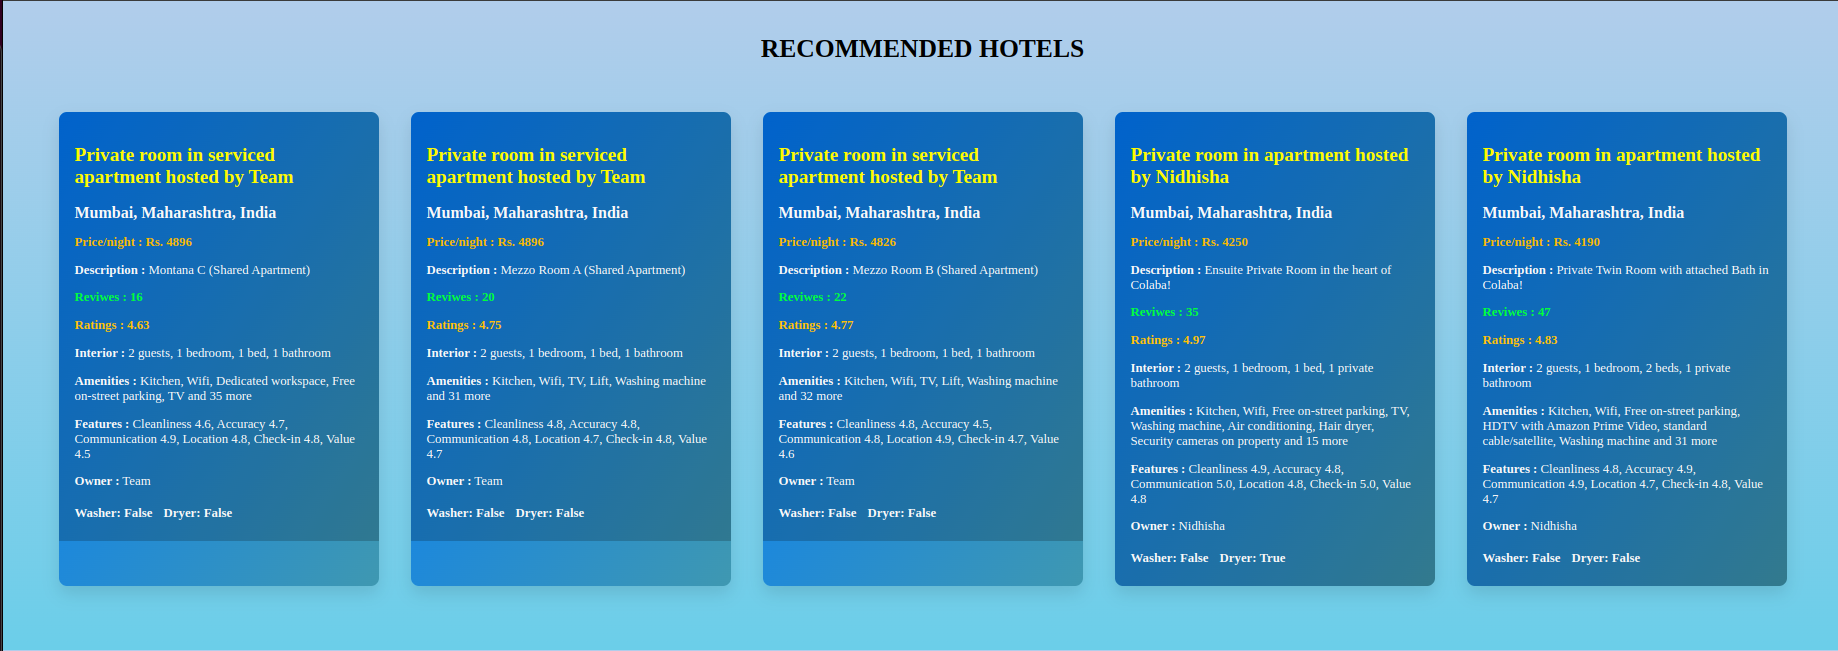 RECOMMENDED HOTELS
Private room in serviced
apartment hosted by Team
Mumbai, Maharashtra, India
Price/night : Rs. 4896
Description : Montana C (Shared Apartment)
Reviwes : 16
Ratings : 4.63
Interior : 2 guests, 1 bedroom, 1 bed, 1 bathroom
Amenities : Kitchen, Wifi, Dedicated workspace, Free
on-street parking, TV and 35 more
Features : Cleanliness 4.6, Accuracy 4.7,
Communication 4.9, Location 4.8, Check-in 4.8, Value
4.5
Owner : Team
Washer: False Dryer: False
Private room in serviced
apartment hosted by Team
Mumbai, Maharashtra, India
Price/night : Rs. 4896
Description : Mezzo Room A (Shared Apartment)
Reviwes : 20
Ratings : 4.75
Interior : 2 guests, 1 bedroom, 1 bed, 1 bathroom
Amenities : Kitchen, Wifi, TV, Lift, Washing machine
and 31 more
Features : Cleanliness 4.8, Accuracy 4.8,
Communication 4.8, Location 4.7, Check-in 4.8, Value
4.7
Owner : Team
Washer: False Dryer: False
Private room in serviced
apartment hosted by Team
Mumbai, Maharashtra, India
Price/night : Rs. 4826
Description : Mezzo Room B (Shared Apartment)
Reviwes : 22
Ratings : 4.77
Interior : 2 guests, 1 bedroom, 1 bed, 1 bathroom
Amenities : Kitchen, Wifi, TV, Lift, Washing machine
and 32 more
Features : Cleanliness 4.8, Accuracy 4.5,
Communication 4.8, Location 4.9, Check-in 4.7, Value
4.6
Owner : Team
Washer: False Dryer: False
Private room in apartment hosted
by Nidhisha
Mumbai, Maharashtra, India
Price/night : Rs. 4250
Description : Ensuite Private Room in the heart of
Colaba!
Reviwes : 35
Ratings : 4.97
Interior : 2 guests, 1 bedroom, 1 bed, 1 private
bathroom
Amenities : Kitchen, Wifi, Free on-street parking, TV,
Washing machine, Air conditioning, Hair dryer,
Security cameras on property and 15 more
Features : Cleanliness 4.9, Accuracy 4.8,
Communication 5.0, Location 4.8, Check-in 5.0, Value
4.8
Owner : Nidhisha
Washer: False Dryer: True
Private room in apartment hosted
by Nidhisha
Mumbai, Maharashtra, India
Price/night : Rs. 4190
Description : Private Twin Room with attached Bath in
Colaba!
Reviwes : 47
Ratings : 4.83
Interior : 2 guests, 1 bedroom, 2 beds, 1 private
bathroom
Amenities : Kitchen, Wifi, Free on-street parking,
HDTV with Amazon Prime Video, standard
cable/satellite, Washing machine and 31 more
Features : Cleanliness 4.8, Accuracy 4.9,
Communication 4.9, Location 4.7, Check-in 4.8, Value
4.7
Owner : Nidhisha
Washer: False Dryer: False